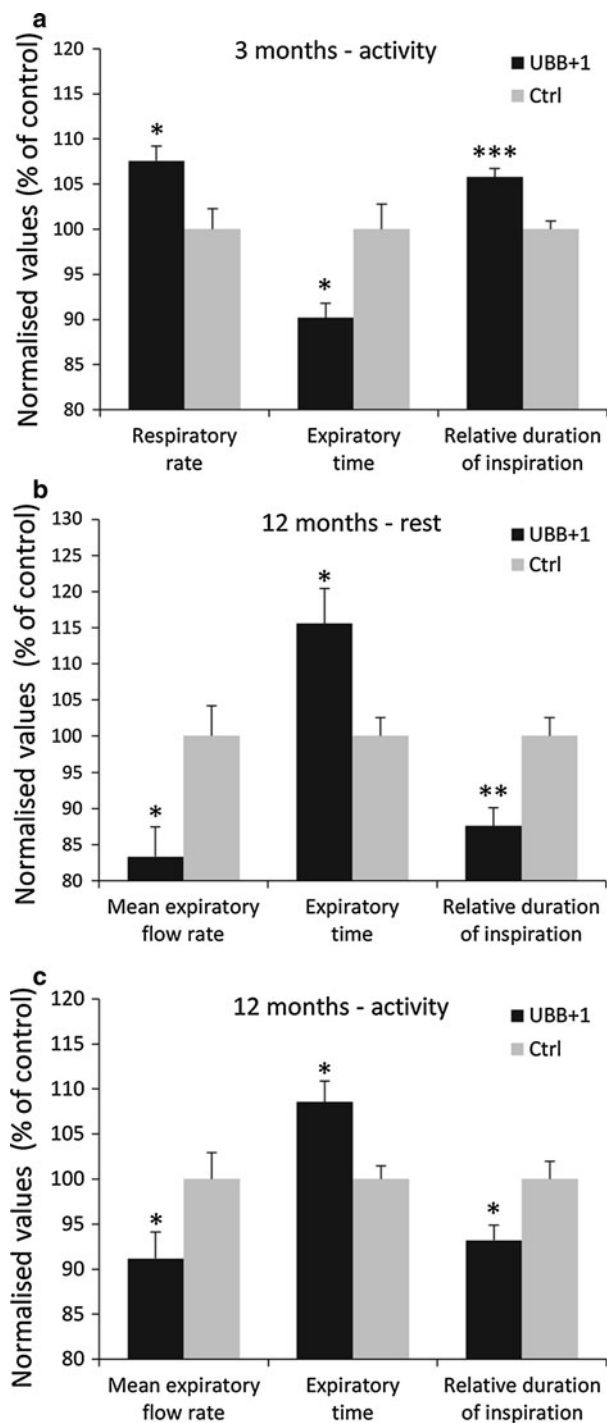 a
3 months - activity
UBB+1
Ctrl
Normalised values (% of control)
120
115
110
105
100
95
90
85
80
*
*
***
Respiratory rate
Expiratory time
Relative duration of inspiration
b
12 months - rest
UBB+1
Ctrl
Normalised values (% of control)
130
125
120
115
110
105
100
95
90
85
80
*
*
**
Mean expiratory flow rate
Expiratory time
Relative duration of inspiration
c
12 months - activity
UBB+1
Ctrl
Normalised values (% of control)
120
115
110
105
100
95
90
85
80
*
*
*
Mean expiratory flow rate
Expiratory time
Relative duration of inspiration